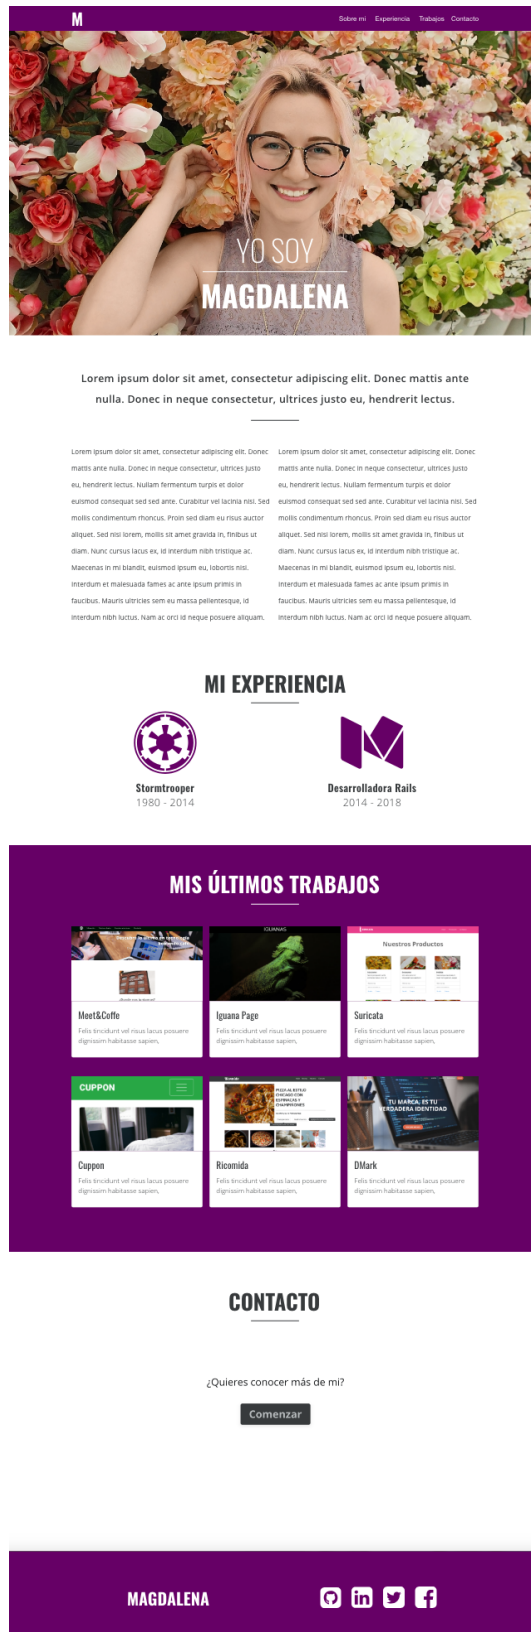 M
Sobre mí Experiencia Trabajos Contacto
YO SOY
MAGDALENA
Lorem ipsum dolor sit amet, consectetur adipiscing elit. Donec mattis ante
nulla. Donec in neque consectetur, ultrices justo eu, hendrerit lectus.
Lorem ipsum dolor sit amet, consectetur adipiscing elit. Donec
mattis ante nulla. Donec in neque consectetur, ultrices justo
eu, hendrerit lectus. Nullam fermentum turpis et dolor
euismod consequat sed sed ante. Curabitur vel lacinia nisi. Sed
mollis condimentum rhoncus. Proin sed diam eu risus auctor
aliquet. Sed nisi lorem, mollis sit amet gravida in, finibus ut
diam. Nunc cursus lacus ex, id interdum nibh tristique ac.
Maecenas in mi blandit, euismod ipsum eu, lobortis nisi.
Interdum et malesuada fames ac ante ipsum primis in
faucibus. Mauris ultricies sem eu massa pellentesque, id
interdum nibh luctus. Nam ac orci id neque posuere aliquam.
Lorem ipsum dolor sit amet, consectetur adipiscing elit. Donec
mattis ante nulla. Donec in neque consectetur, ultrices justo
eu, hendrerit lectus. Nullam fermentum turpis et dolor
euismod consequat sed sed ante. Curabitur vel lacinia nisi. Sed
mollis condimentum rhoncus. Proin sed diam eu risus auctor
aliquet. Sed nisi lorem, mollis sit amet gravida in, finibus ut
diam. Nunc cursus lacus ex, id interdum nibh tristique ac.
Maecenas in mi blandit, euismod ipsum eu, lobortis nisi.
Interdum et malesuada fames ac ante ipsum primis in
faucibus. Mauris ultricies sem eu massa pellentesque, id
interdum nibh luctus. Nam ac orci id neque posuere aliquam.
MI EXPERIENCIA
Stormtrooper
1980 - 2014
Desarrolladora Rails
2014 - 2018
MIS ÚLTIMOS TRABAJOS
Meet&Coffe
Felis tincidunt vel risus lacus posuere
dignissim habitasse sapien,
IGUANAS
Iguana Page
Felis tincidunt vel risus lacus posuere
dignissim habitasse sapien,
Nuestros Productos
Suricata
Felis tincidunt vel risus lacus posuere
dignissim habitasse sapien,
CUPPON
Cuppon
Felis tincidunt vel risus lacus posuere
dignissim habitasse sapien,
PIZZA AL ESTILO
CHICAGO CON
ESPINACAS Y
CHAMPIÑONES
Ricomida
Felis tincidunt vel risus lacus posuere
dignissim habitasse sapien,
TU MARCA, ES TU
VERDADERA IDENTIDAD
DMark
Felis tincidunt vel risus lacus posuere
dignissim habitasse sapien,
CONTACTO
¿Quieres conocer más de mi?
Comenzar
MAGDALENA